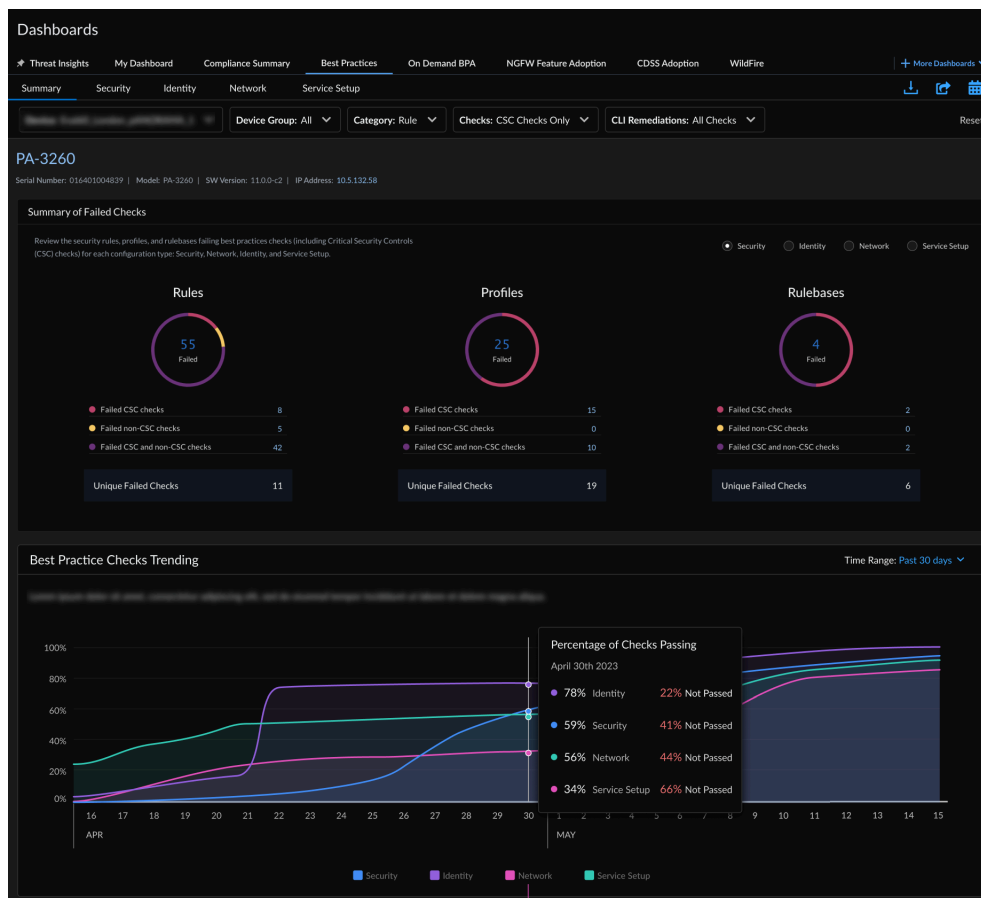 Dashboards
Threat Insights My Dashboard Compliance Summary Best Practices On Demand BPA NGFW Feature Adoption CDSS Adoption WildFire + More Dashboards
Summary Security Identity Network Service Setup
Device Group: All Category: Rule Checks: CSC Checks Only CLI Remediations: All Checks Reset
PA-3260
Serial Number: 016401004839 | Model: PA-3260 | SW Version: 11.0.0-c2 | IP Address: 10.5.132.58
Summary of Failed Checks
Review the security rules, profiles, and rulebases failing best practices checks (including Critical Security Controls
(CSC) checks) for each configuration type: Security, Network, Identity, and Service Setup.
Security Identity Network Service Setup
Rules Profiles Rulebases
55 25 4
Failed Failed Failed
Failed CSC checks 8 Failed CSC checks 15 Failed CSC checks 2
Failed non-CSC checks 5 Failed non-CSC checks 0 Failed non-CSC checks 0
Failed CSC and non-CSC checks 42 Failed CSC and non-CSC checks 10 Failed CSC and non-CSC checks 2
Unique Failed Checks 11 Unique Failed Checks 19 Unique Failed Checks 6
Best Practice Checks Trending Time Range: Past 30 days
100%
80%
60%
40%
20%
0%
Percentage of Checks Passing
April 30th 2023
78% Identity 22% Not Passed
59% Security 41% Not Passed
56% Network 44% Not Passed
34% Service Setup 66% Not Passed
16 17 18 19 20 21 22 23 24 25 26 27 28 29 30 1 2 3 4 5 6 7 8 9 10 11 12 13 14 15
APR MAY
Security Identity Network Service Setup